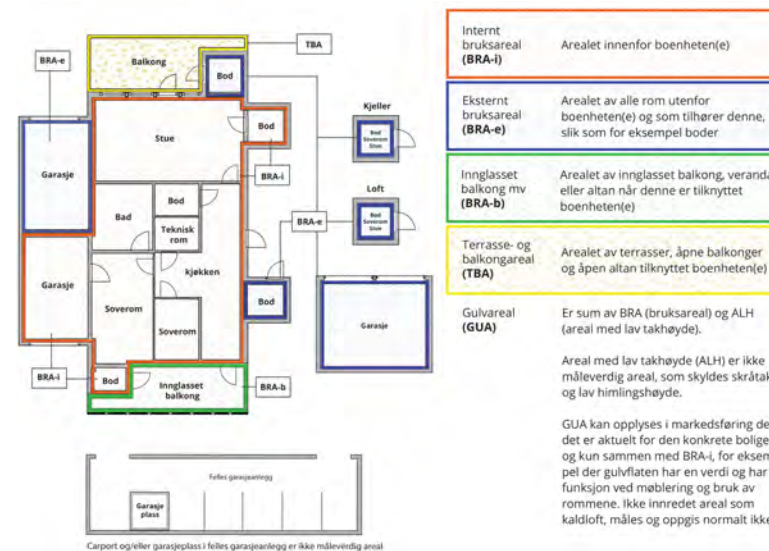 TBA
BRA-e
Balkong
Bod
Kjeller
Stue
Bod
Bod
Soverom
Stue
Garasje
BRA-i
Loft
Bod
Bad
BRA-e
Bod
Soverom
Stue
Teknisk
rom
kjøkken
Garasje
Soverom
Bod
Garasje
Soverom
BRA-i
Bod
Innglasset
balkong
BRA-b
Felles garasjeanlegg
Garasje
plass
Carport og/eller garasjeplass i felles garasjeanlegg er ikke måleverdig areal
Internt
bruksareal
(BRA-i)
Arealet innenfor boenheten(e)
Eksternt
bruksareal
(BRA-e)
Arealet av alle rom utenfor
boenheten(e) og som tilhører denne,
slik som for eksempel boder
Innglasset
balkong mv
(BRA-b)
Arealet av innglasset balkong, veranda
eller altan når denne er tilknyttet
boenheten(e)
Terrasse- og
balkongareal
(TBA)
Arealet av terrasser, åpne balkonger
og åpen altan tilknyttet boenheten(e)
Gulvareal
(GUA)
Er sum av BRA (bruksareal) og ALH
(areal med lav takhøyde).
Areal med lav takhøyde (ALH) er ikke
måleverdig areal, som skyldes skråtak
og lav himlingshøyde.
GUA kan opplyses i markedsføring de
det er aktuelt for den konkrete bolige
og kun sammen med BRA-i, for eksem
pel der gulvflaten har en verdi og har
funksjon ved møblering og bruk av
rommene. Ikke innredet areal som
kaldloft, måles og oppgis normalt ikke